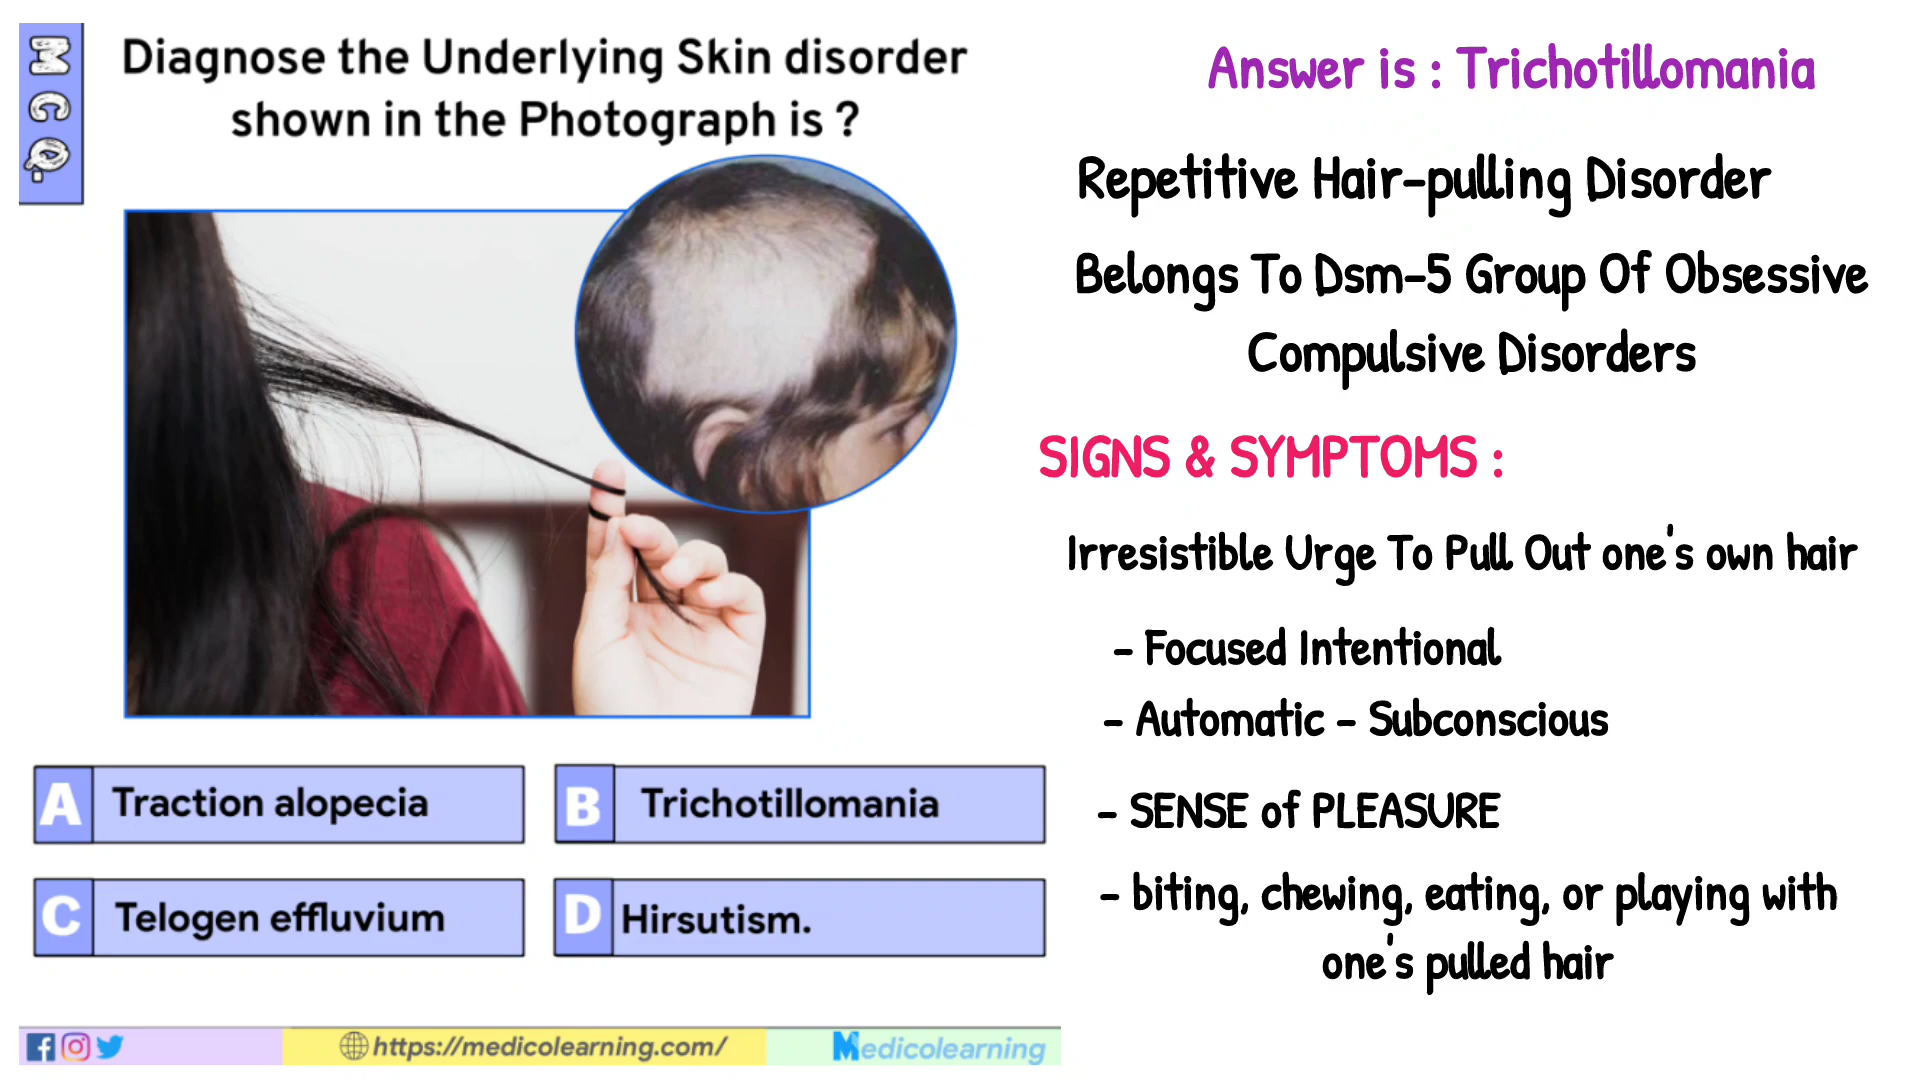 MCQ
Diagnose the Underlying Skin disorder
shown in the Photograph is ?
A Traction alopecia
B Trichotillomania
C Telogen effluvium
D Hirsutism.
https://medicolearning.com/
Medicolearning
Answer is : Trichotillomania
Repetitive Hair-pulling Disorder
Belongs To Dsm-5 Group Of Obsessive
Compulsive Disorders
SIGNS & SYMPTOMS :
Irresistible Urge To Pull Out one's own hair
- Focused Intentional
- Automatic - Subconscious
- SENSE of PLEASURE
- biting, chewing, eating, or playing with
one's pulled hair